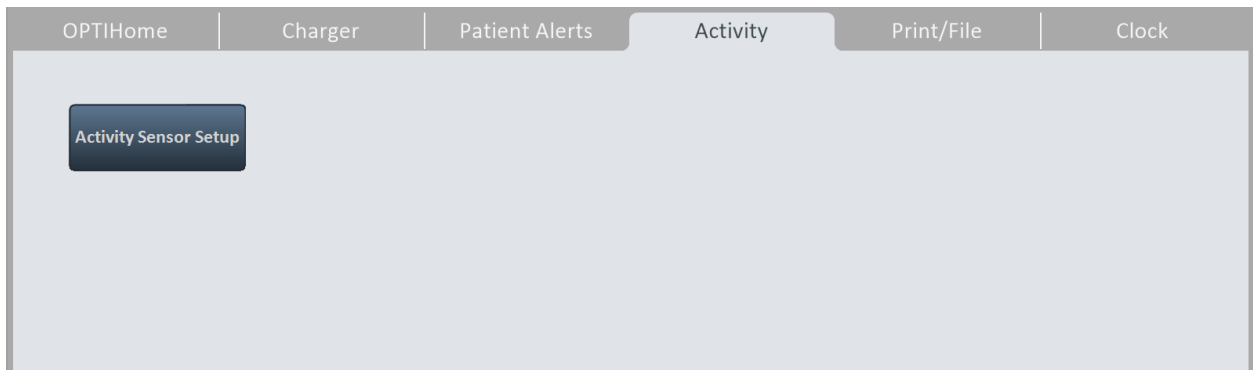 OPTIHome Charger Patient Alerts Activity Print/File Clock
Activity Sensor Setup